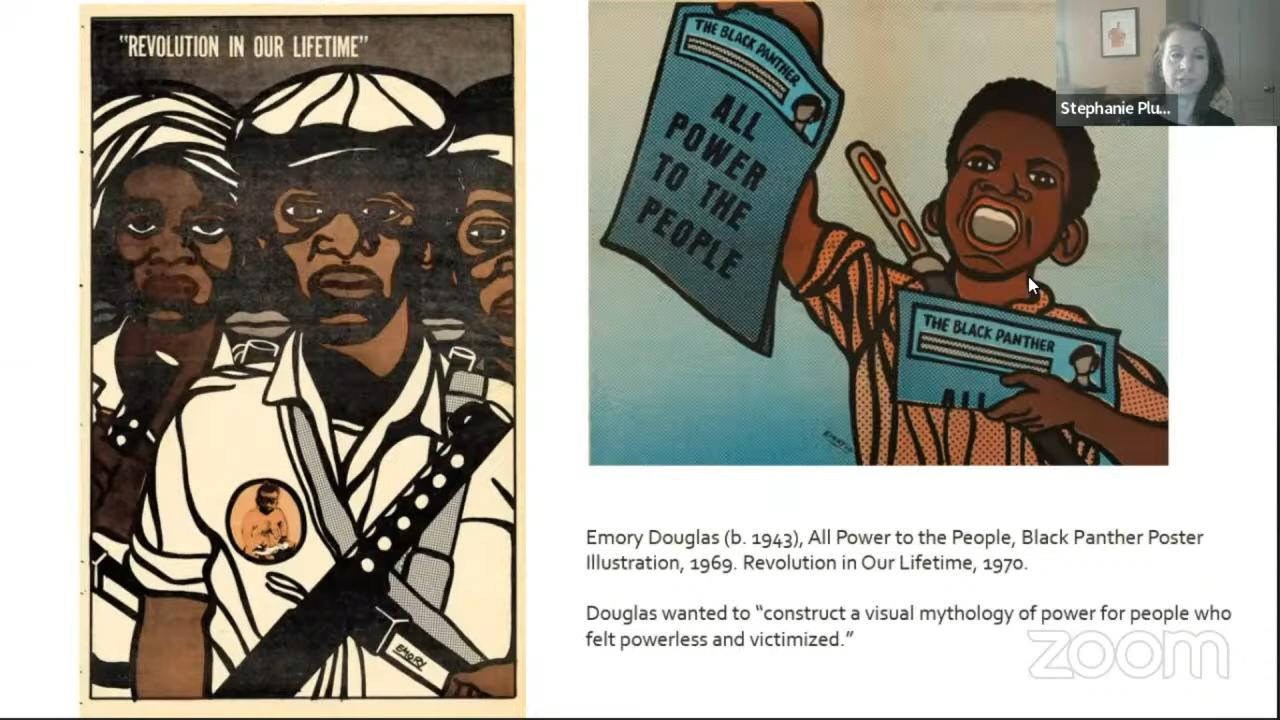 "REVOLUTION IN OUR LIFETIME"
EMORY
THE BLACK PANTHER
ALL
POWER
TO THE
PEOPLE
THE BLACK PANTHER
ALL
Stephanie Plu...
Emory Douglas (b. 1943), All Power to the People, Black Panther Poster
Illustration, 1969. Revolution in Our Lifetime, 1970.
Douglas wanted to “construct a visual mythology of power for people who
felt powerless and victimized.”
zoom